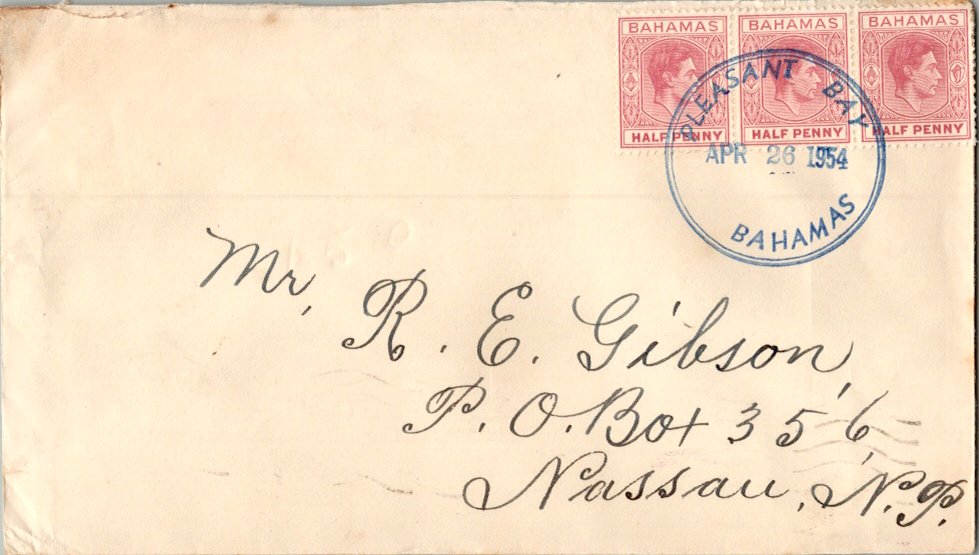 BAHAMAS BAHAMAS BAHAMAS
HALF PENNY HALF PENNY HALF PENNY
PLEASANT BAY
APR 26 1954
BAHAMAS
Mr, R. E. Gibson,
P. O. Box 356,
Nassau, N.P.